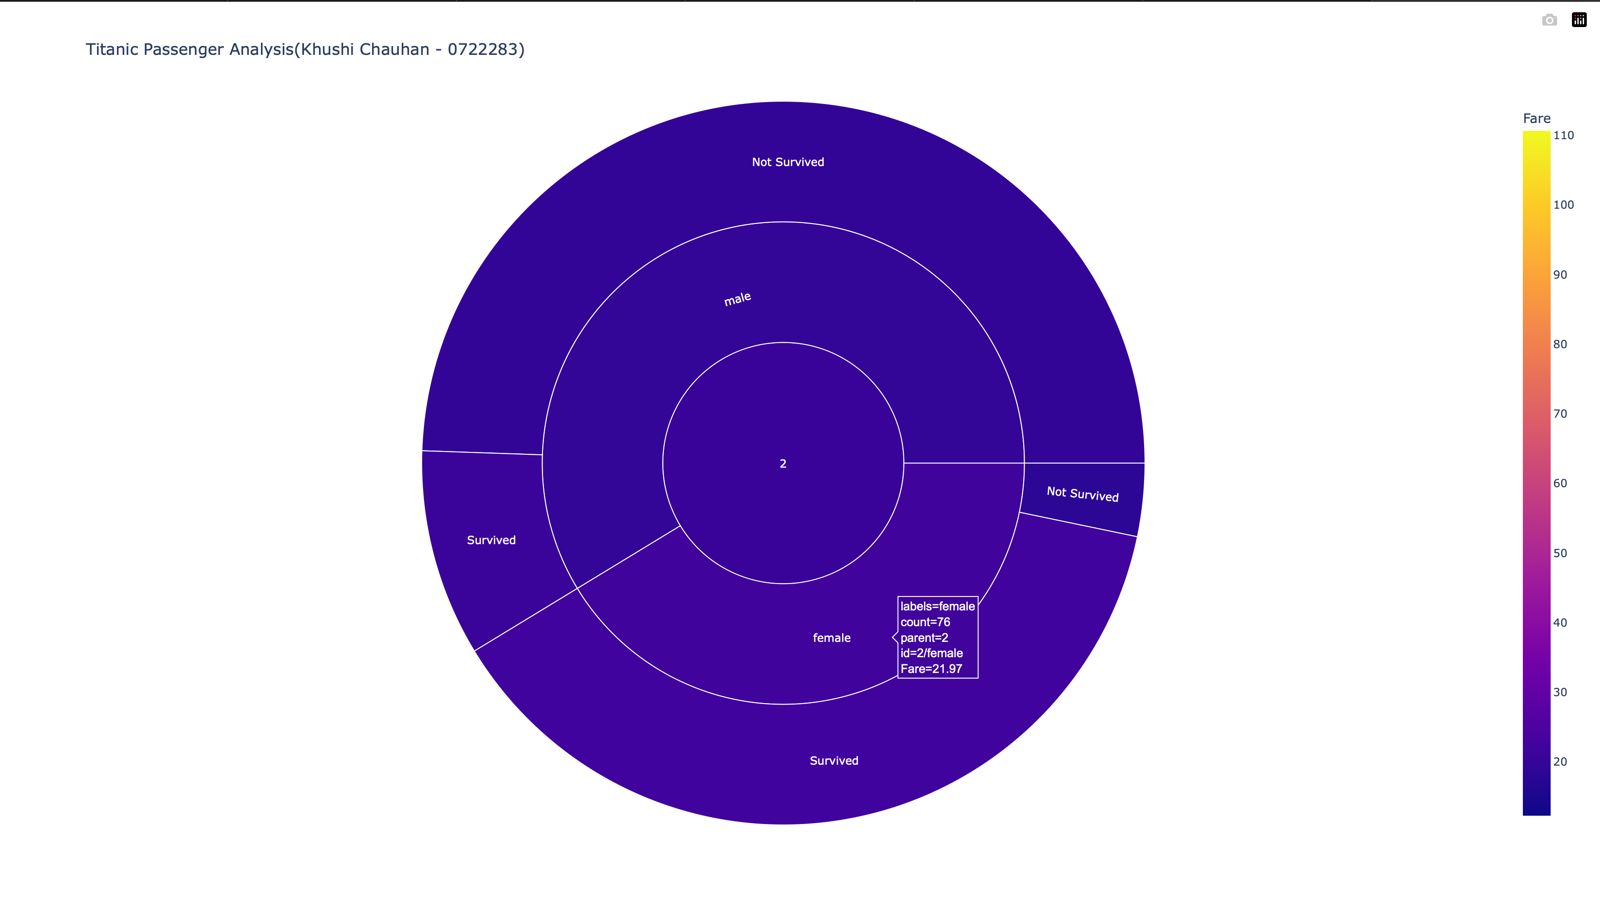 Titanic Passenger Analysis(Khushi Chauhan - 0722283)
Fare
110
100
90
80
70
60
50
40
30
20
Not Survived
male
2
Not Survived
Survived
labels=female
count=76
parent=2
id=2/female
Fare=21.97
female
Survived